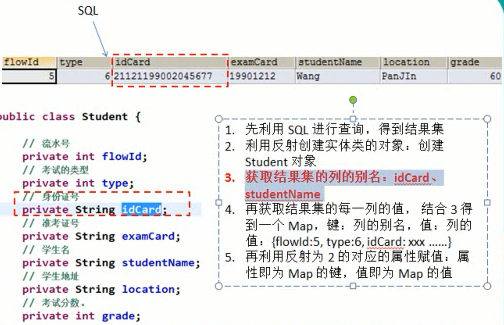 SQL
flowId type idCard examCard studentName location grade
5 6 21121199002045677 19901212 Wang PanJIn 60
public class Student {
// 流水号
private int flowId;
// 考试的类型
private int type;
// 身份证号
private String idCard;
// 准考证号
private String examCard;
// 学生名
private String studentName;
// 学生地址
private String location;
// 考试分数.
private int grade;
1. 先利用 SQL 进行查询，得到结果集
2. 利用反射创建实体类的对象：创建
Student 对象
3. 获取结果集的列的别名：idCard、
studentName
4. 再获取结果集的每一列的值， 结合 3 得
到一个 Map，键：列的别名，值：列的
值：{flowId:5, type:6, idCard: xxx ……}
5. 再利用反射为 2 的对应的属性赋值：属
性即为 Map 的键，值即为 Map 的值